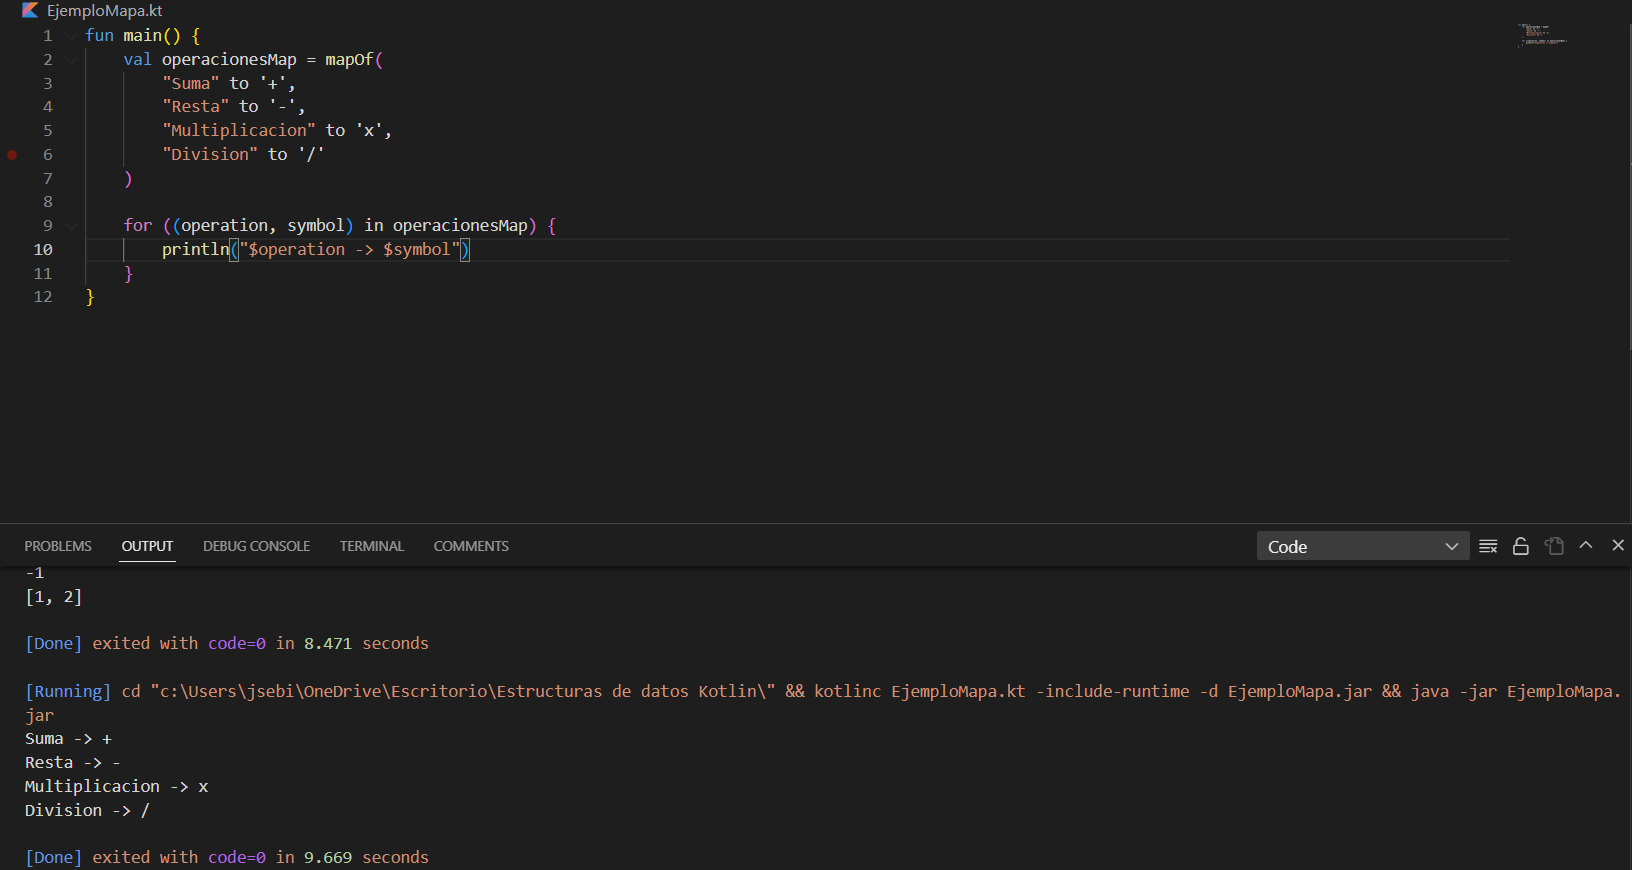 EjemploMapa.kt
1 fun main() {
2     val operacionesMap = mapOf(
3         "Suma" to '+',
4         "Resta" to '-',
5         "Multiplicacion" to 'x',
6         "Division" to '/'
7     )
8
9     for ((operation, symbol) in operacionesMap) {
10         println("$operation -> $symbol")
11     }
12 }
PROBLEMS OUTPUT DEBUG CONSOLE TERMINAL COMMENTS Code
-1
[1, 2]
[Done] exited with code=0 in 8.471 seconds
[Running] cd "c:\Users\jsebi\OneDrive\Escritorio\Estructuras de datos Kotlin\" && kotlinc EjemploMapa.kt -include-runtime -d EjemploMapa.jar && java -jar EjemploMapa.
jar
Suma -> +
Resta -> -
Multiplicacion -> x
Division -> /
[Done] exited with code=0 in 9.669 seconds